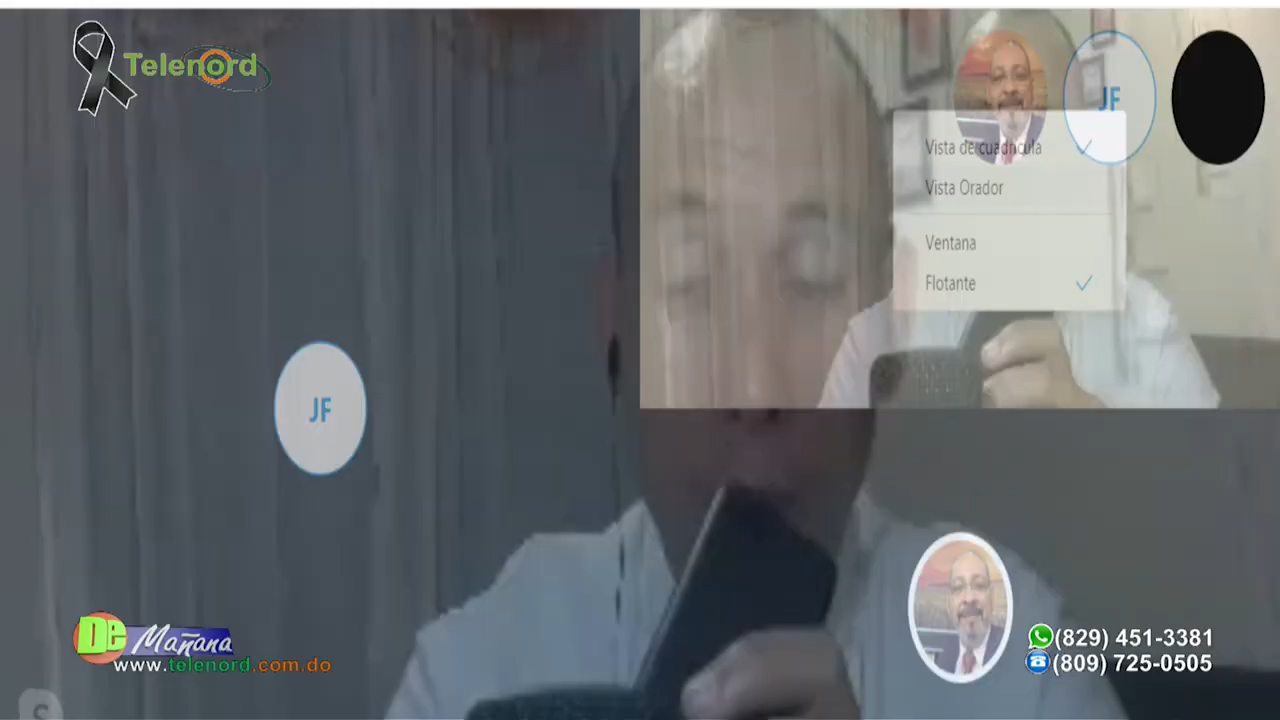 Telenord
JF
Vista de cuadrícula
Vista Orador
Ventana
Flotante
JF
De Mañana
www.telenord.com.do
(829) 451-3381
(809) 725-0505
S